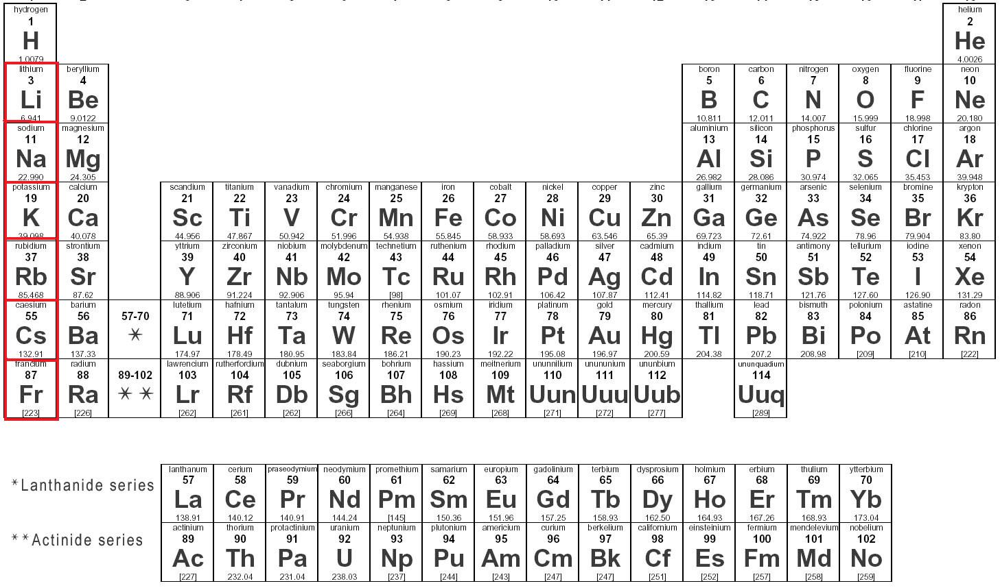 hydrogen helium
1 2
H He
1.0079 4.0026
lithium beryllium boron carbon nitrogen oxygen fluorine neon
3 4 5 6 7 8 9 10
Li Be B C N O F Ne
6.941 9.0122 10.811 12.011 14.007 15.999 18.998 20.180
sodium magnesium aluminium silicon phosphorus sulfur chlorine argon
11 12 13 14 15 16 17 18
Na Mg Al Si P S Cl Ar
22.990 24.305 26.982 28.086 30.974 32.065 35.453 39.948
potassium calcium scandium titanium vanadium chromium manganese iron cobalt nickel copper zinc gallium germanium arsenic selenium bromine krypton
19 20 21 22 23 24 25 26 27 28 29 30 31 32 33 34 35 36
K Ca Sc Ti V Cr Mn Fe Co Ni Cu Zn Ga Ge As Se Br Kr
39.098 40.078 44.956 47.867 50.942 51.996 54.938 55.845 58.933 58.693 63.546 65.39 69.723 72.61 74.922 78.96 79.904 83.80
rubidium strontium yttrium zirconium niobium molybdenum technetium ruthenium rhodium palladium silver cadmium indium tin antimony tellurium iodine xenon
37 38 39 40 41 42 43 44 45 46 47 48 49 50 51 52 53 54
Rb Sr Y Zr Nb Mo Tc Ru Rh Pd Ag Cd In Sn Sb Te I Xe
85.468 87.62 88.906 91.224 92.906 95.94 [98] 101.07 102.91 106.42 107.87 112.41 114.82 118.71 121.76 127.60 126.90 131.29
caesium barium lutetium hafnium tantalum tungsten rhenium osmium iridium platinum gold mercury thallium lead bismuth polonium astatine radon
55 56 57-70 71 72 73 74 75 76 77 78 79 80 81 82 83 84 85 86
Cs Ba * Lu Hf Ta W Re Os Ir Pt Au Hg Tl Pb Bi Po At Rn
132.91 137.33 174.97 178.49 180.95 183.84 186.21 190.23 192.22 195.08 196.97 200.59 204.38 207.2 208.98 [209] [210] [222]
francium radium lawrencium rutherfordium dubnium seaborgium bohrium hassium meitnerium ununnilium unununium ununbium ununquadium
87 88 89-102 103 104 105 106 107 108 109 110 111 112 114
Fr Ra * * Lr Rf Db Sg Bh Hs Mt Uun Uuu Uub Uuq
[223] [226] [262] [261] [262] [266] [264] [269] [268] [271] [272] [277] [289]
lanthanum cerium praseodymium neodymium promethium samarium europium gadolinium terbium dysprosium holmium erbium thulium ytterbium
57 58 59 60 61 62 63 64 65 66 67 68 69 70
*Lanthanide series
La Ce Pr Nd Pm Sm Eu Gd Tb Dy Ho Er Tm Yb
138.91 140.12 140.91 144.24 [145] 150.36 151.96 157.25 158.93 162.50 164.93 167.26 168.93 173.04
actinium thorium protactinium uranium neptunium plutonium americium curium berkelium californium einsteinium fermium mendelevium nobelium
89 90 91 92 93 94 95 96 97 98 99 100 101 102
**Actinide series
Ac Th Pa U Np Pu Am Cm Bk Cf Es Fm Md No
[227] 232.04 231.04 238.03 [237] [244] [243] [247] [247] [251] [252] [257] [258] [259]